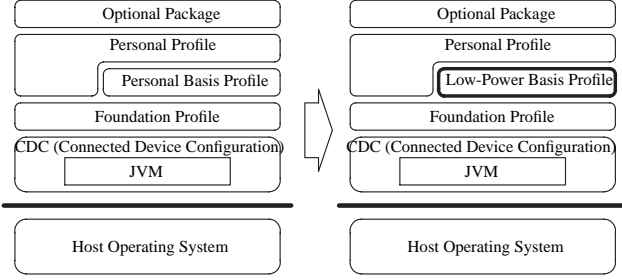 Optional Package
Personal Profile
Personal Basis Profile
Foundation Profile
CDC (Connected Device Configuration)
JVM
Host Operating System
Optional Package
Personal Profile
Low-Power Basis Profile
Foundation Profile
CDC (Connected Device Configuration)
JVM
Host Operating System